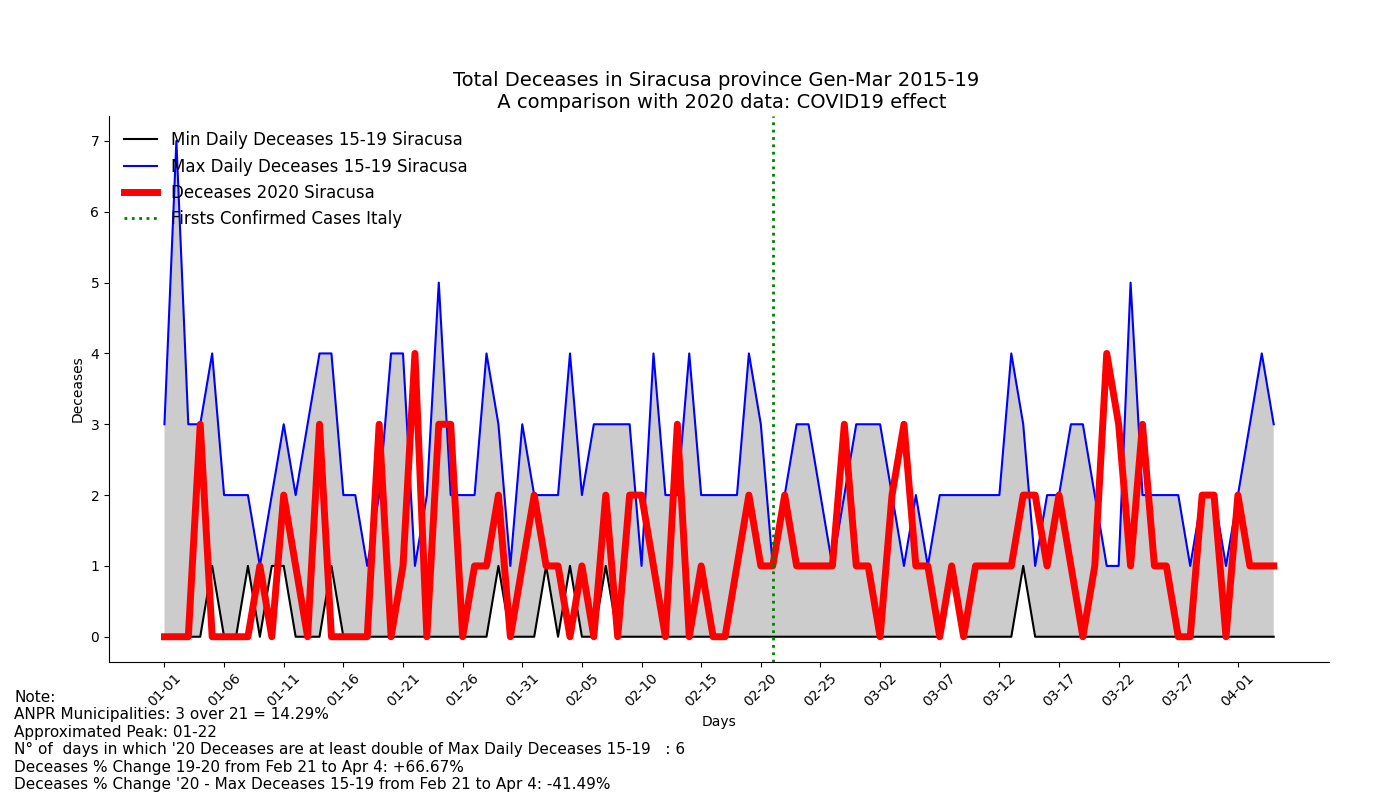 Total Deceases in Siracusa province Gen-Mar 2015-19
A comparison with 2020 data: COVID19 effect
Min Daily Deceases 15-19 Siracusa
Max Daily Deceases 15-19 Siracusa
Deceases 2020 Siracusa
Firsts Confirmed Cases Italy
7
6
5
4
3
2
1
0
Deceases
01-01
01-06
01-11
01-16
01-21
01-26
01-31
02-05
02-10
02-15
02-20
02-25
03-02
03-07
03-12
03-17
03-22
03-27
04-01
Days
Note:
ANPR Municipalities: 3 over 21 = 14.29%
Approximated Peak: 01-22
N° of  days in which '20 Deceases are at least double of Max Daily Deceases 15-19   : 6
Deceases % Change 19-20 from Feb 21 to Apr 4: +66.67%
Deceases % Change '20 - Max Deceases 15-19 from Feb 21 to Apr 4: -41.49%